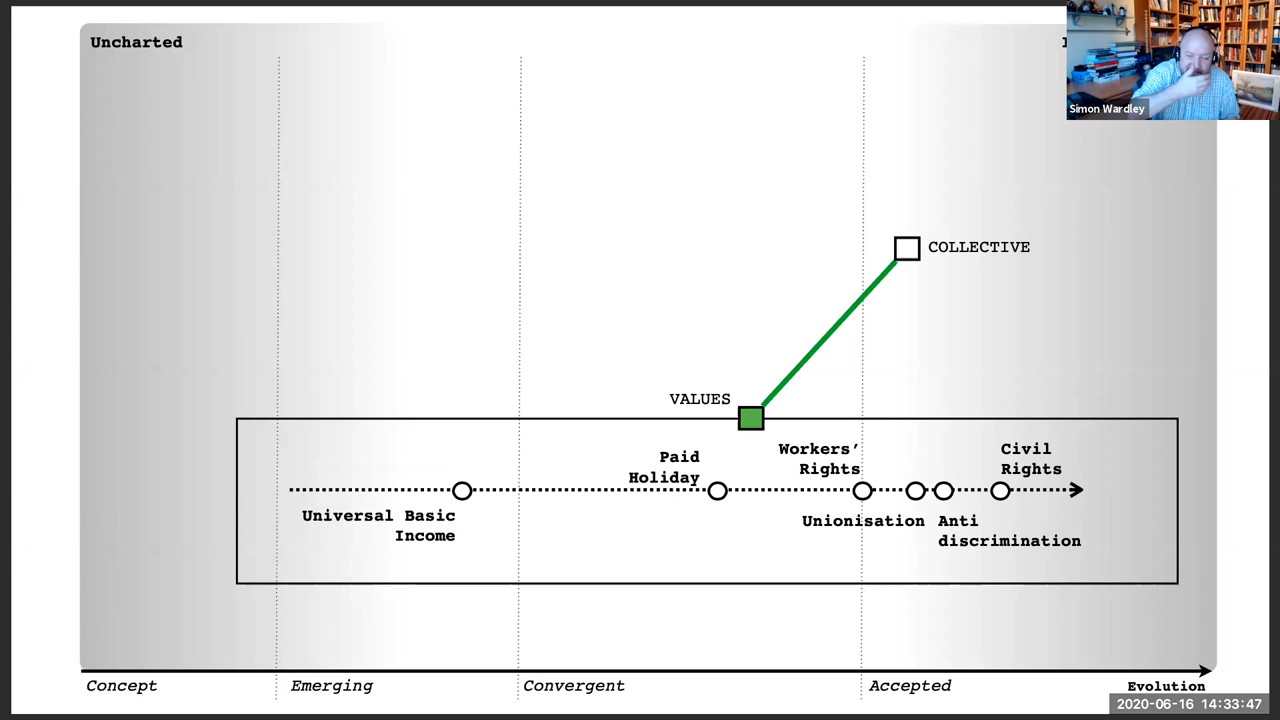 Uncharted
Simon Wardley
COLLECTIVE
VALUES
Paid
Holiday
Workers’
Rights
Civil
Rights
Universal Basic
Income
Unionisation
Anti
discrimination
Concept
Emerging
Convergent
Accepted
Evolution
2020-06-16 14:33:47